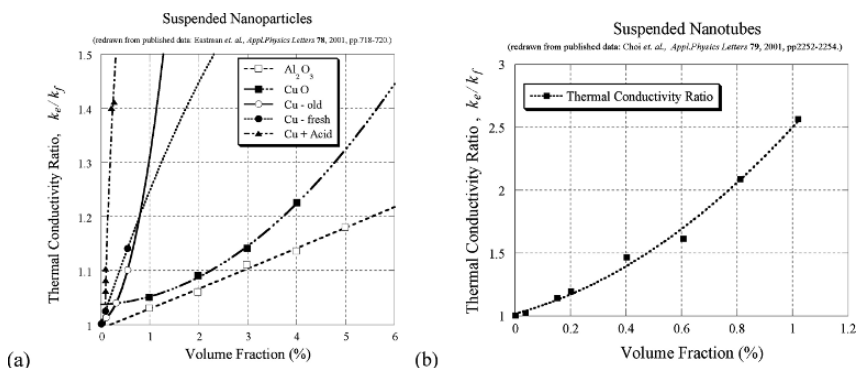 Suspended Nanoparticles
(redrawn from published data: Eastman et. al., Appl.Physics Letters 78, 2001, pp.718-720.)
Thermal Conductivity Ratio, ke/kf
1.5
1.4
1.3
1.2
1.1
1
Al2O3
Cu O
Cu - old
Cu - fresh
Cu + Acid
0 1 2 3 4 5 6
Volume Fraction (%)
(a)
Suspended Nanotubes
(redrawn from published data: Choi et. al., Appl.Physics Letters 79, 2001, pp2252-2254.)
Thermal Conductivity Ratio , ke/kf
3
2.5
2
1.5
1
Thermal Conductivity Ratio
0 0.2 0.4 0.6 0.8 1 1.2
Volume Fraction (%)
(b)